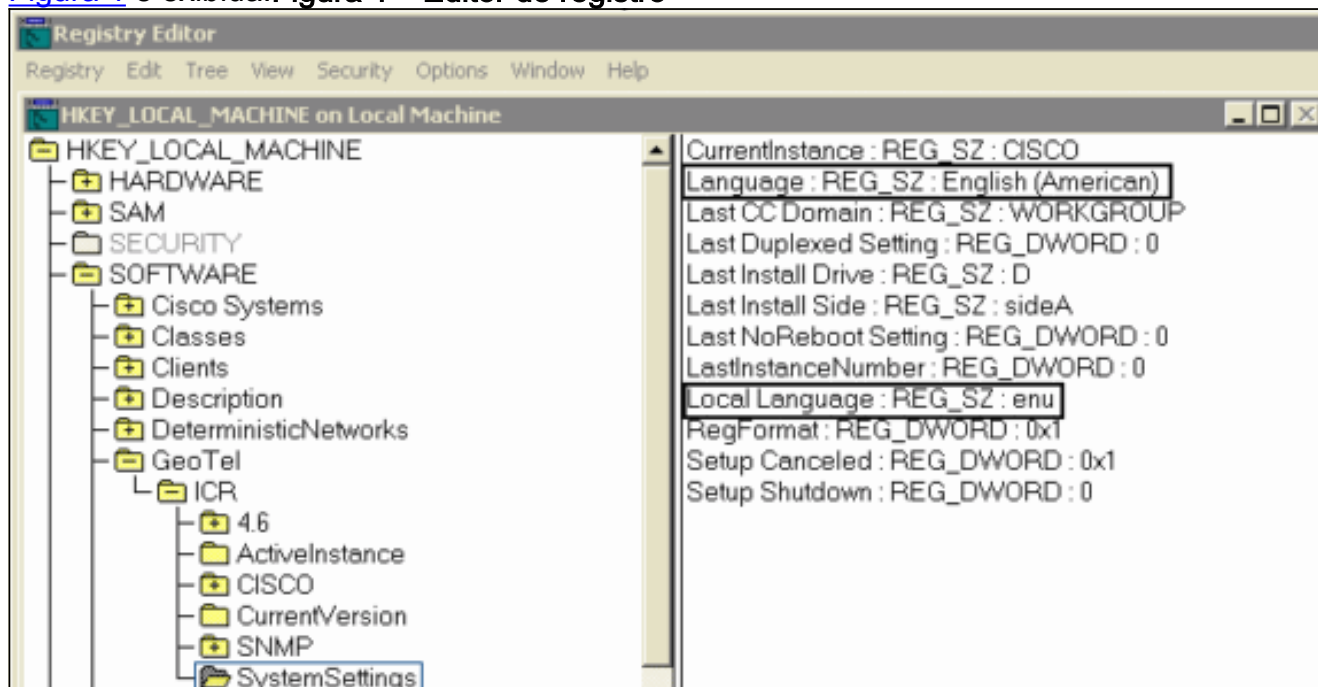 Figura 1 é exibida.Figura 1 – Editor do registro
Registry Editor
Registry Edit Tree View Security Options Window Help
HKEY_LOCAL_MACHINE on Local Machine
HKEY_LOCAL_MACHINE
HARDWARE
SAM
SECURITY
SOFTWARE
Cisco Systems
Classes
Clients
Description
DeterministicNetworks
GeoTel
ICR
4.6
ActiveInstance
CISCO
CurrentVersion
SNMP
SystemSettings
CurrentInstance : REG_SZ : CISCO
Language : REG_SZ : English (American)
Last CC Domain : REG_SZ : WORKGROUP
Last Duplexed Setting : REG_DWORD : 0
Last Install Drive : REG_SZ : D
Last Install Side : REG_SZ : sideA
Last NoReboot Setting : REG_DWORD : 0
LastInstanceNumber : REG_DWORD : 0
Local Language : REG_SZ : enu
RegFormat : REG_DWORD : 0x1
Setup Canceled : REG_DWORD : 0x1
Setup Shutdown : REG_DWORD : 0